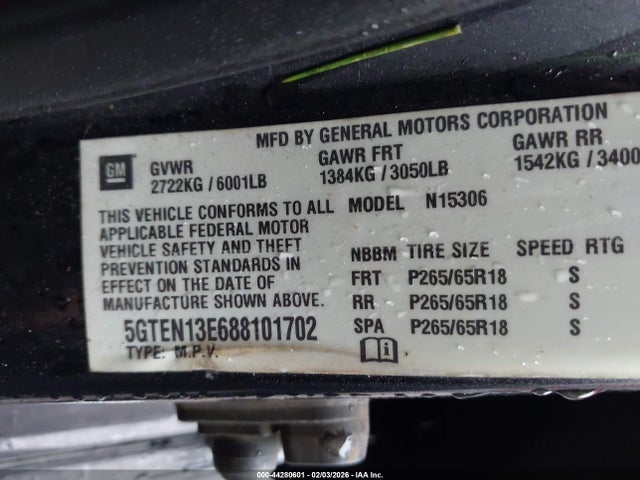 MFD BY GENERAL MOTORS CORPORATION
GM
GVWR GAWR FRT GAWR RR
2722KG / 6001LB 1384KG / 3050LB 1542KG / 3400
THIS VEHICLE CONFORMS TO ALL
APPLICABLE FEDERAL MOTOR
VEHICLE SAFETY AND THEFT
PREVENTION STANDARDS IN
EFFECT ON THE DATE OF
MANUFACTURE SHOWN ABOVE.
5GTEN13E688101702
TYPE: M.P.V.
MODEL N15306
NBBM TIRE SIZE SPEED RTG
FRT P265/65R18 S
RR P265/65R18 S
SPA P265/65R18 S
000-44280601 - 02/03/2026 - Copyright IAA, Inc.